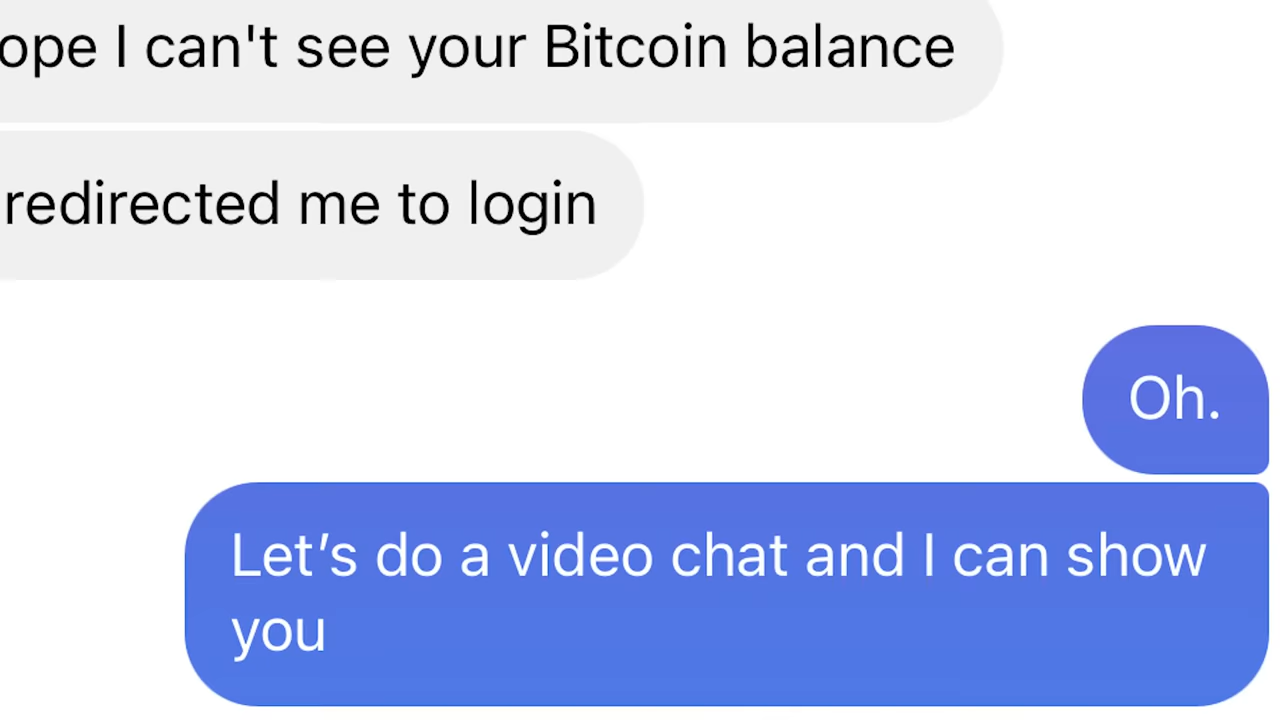 ope I can't see your Bitcoin balance
redirected me to login
Oh.
Let’s do a video chat and I can show
you